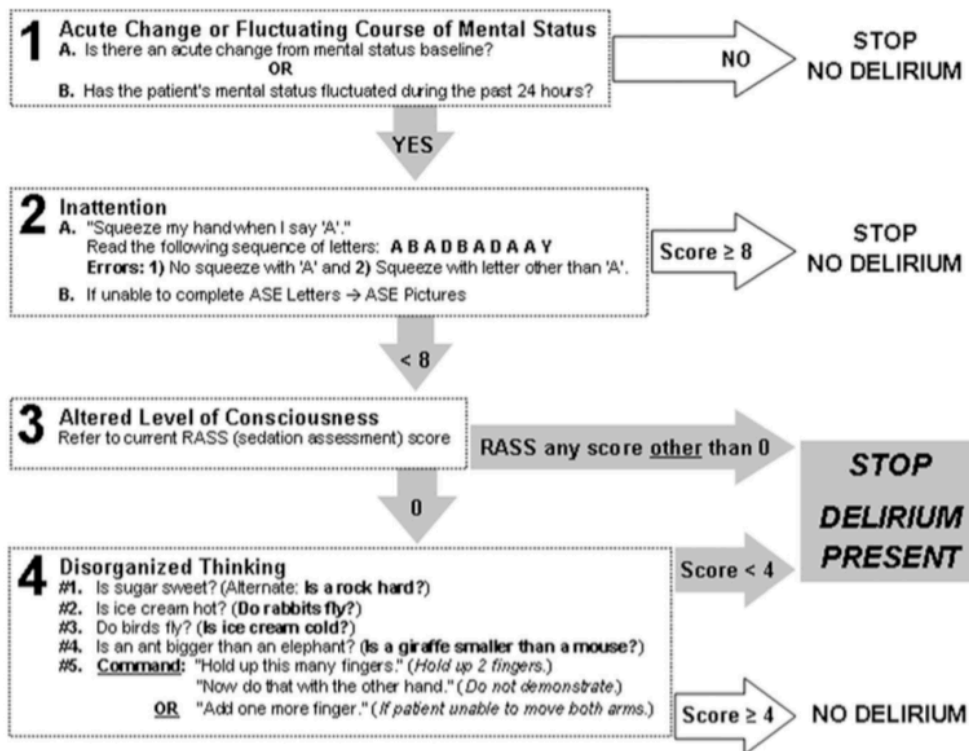 1 Acute Change or Fluctuating Course of Mental Status
A. Is there an acute change from mental status baseline?
OR
B. Has the patient's mental status fluctuated during the past 24 hours?
NO
STOP
NO DELIRIUM
YES
2 Inattention
A. "Squeeze my hand when I say 'A'."
Read the following sequence of letters: A B A D B A D A A Y
Errors: 1) No squeeze with 'A' and 2) Squeeze with letter other than 'A'.
B. If unable to complete ASE Letters → ASE Pictures
Score ≥ 8
STOP
NO DELIRIUM
< 8
3 Altered Level of Consciousness
Refer to current RASS (sedation assessment) score
RASS any score other than 0
STOP
DELIRIUM
PRESENT
0
4 Disorganized Thinking
#1. Is sugar sweet? (Alternate: Is a rock hard?)
#2. Is ice cream hot? (Do rabbits fly?)
#3. Do birds fly? (Is ice cream cold?)
#4. Is an ant bigger than an elephant? (Is a giraffe smaller than a mouse?)
#5. Command: "Hold up this many fingers." (Hold up 2 fingers.)
"Now do that with the other hand." (Do not demonstrate.)
OR "Add one more finger." (If patient unable to move both arms.)
Score < 4
Score ≥ 4
NO DELIRIUM